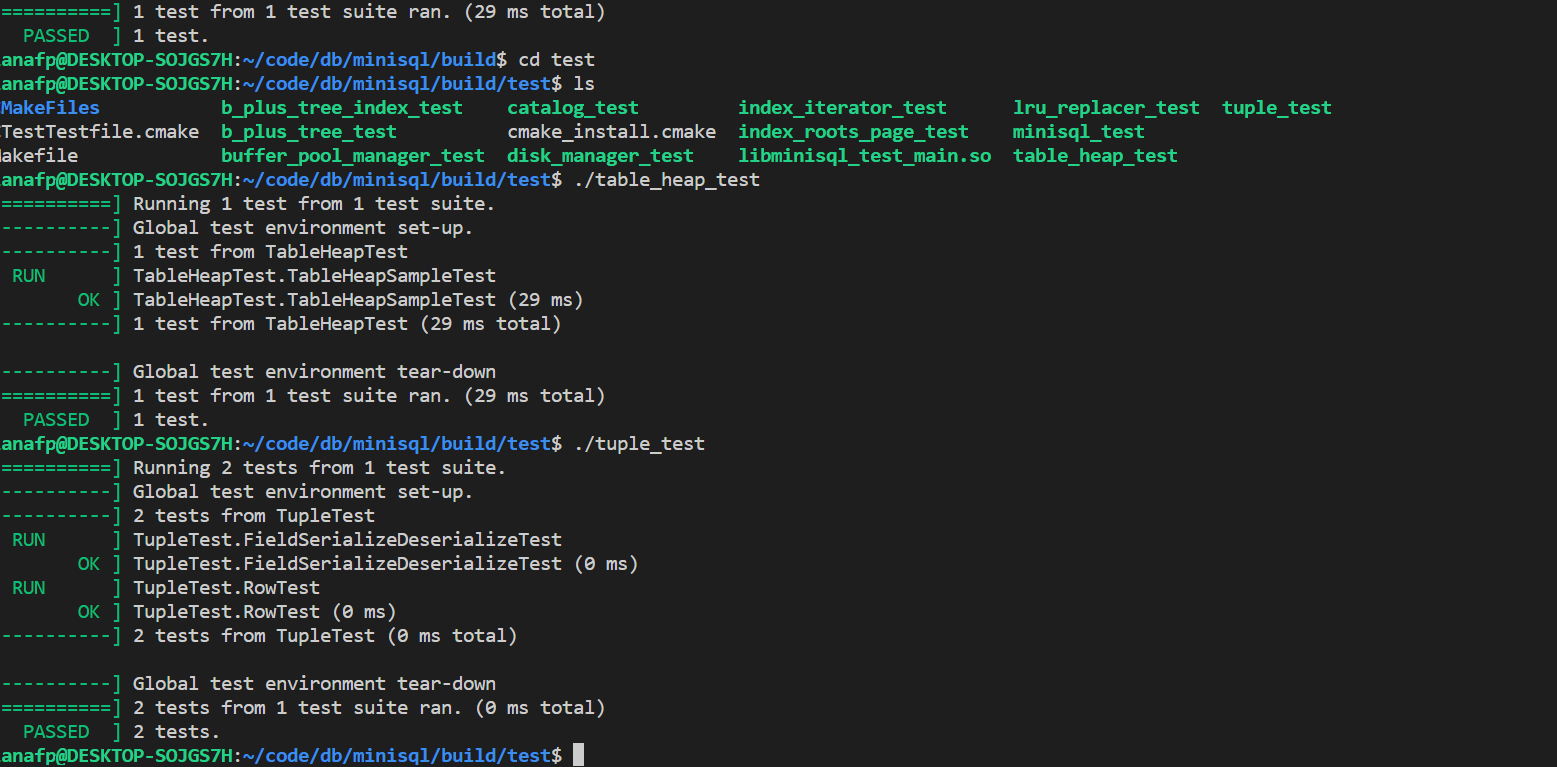 ==========] 1 test from 1 test suite ran. (29 ms total)
  PASSED  ] 1 test.
anafp@DESKTOP-SOJGS7H:~/code/db/minisql/build$ cd test
anafp@DESKTOP-SOJGS7H:~/code/db/minisql/build/test$ ls
MakeFiles           b_plus_tree_index_test    catalog_test         index_iterator_test     lru_replacer_test  tuple_test
TestTestfile.cmake  b_plus_tree_test          cmake_install.cmake  index_roots_page_test   minisql_test
akefile             buffer_pool_manager_test  disk_manager_test    libminisql_test_main.so  table_heap_test
anafp@DESKTOP-SOJGS7H:~/code/db/minisql/build/test$ ./table_heap_test
==========] Running 1 test from 1 test suite.
----------] Global test environment set-up.
----------] 1 test from TableHeapTest
 RUN      ] TableHeapTest.TableHeapSampleTest
       OK ] TableHeapTest.TableHeapSampleTest (29 ms)
----------] 1 test from TableHeapTest (29 ms total)

----------] Global test environment tear-down
==========] 1 test from 1 test suite ran. (29 ms total)
  PASSED  ] 1 test.
anafp@DESKTOP-SOJGS7H:~/code/db/minisql/build/test$ ./tuple_test
==========] Running 2 tests from 1 test suite.
----------] Global test environment set-up.
----------] 2 tests from TupleTest
 RUN      ] TupleTest.FieldSerializeDeserializeTest
       OK ] TupleTest.FieldSerializeDeserializeTest (0 ms)
 RUN      ] TupleTest.RowTest
       OK ] TupleTest.RowTest (0 ms)
----------] 2 tests from TupleTest (0 ms total)

----------] Global test environment tear-down
==========] 2 tests from 1 test suite ran. (0 ms total)
  PASSED  ] 2 tests.
anafp@DESKTOP-SOJGS7H:~/code/db/minisql/build/test$